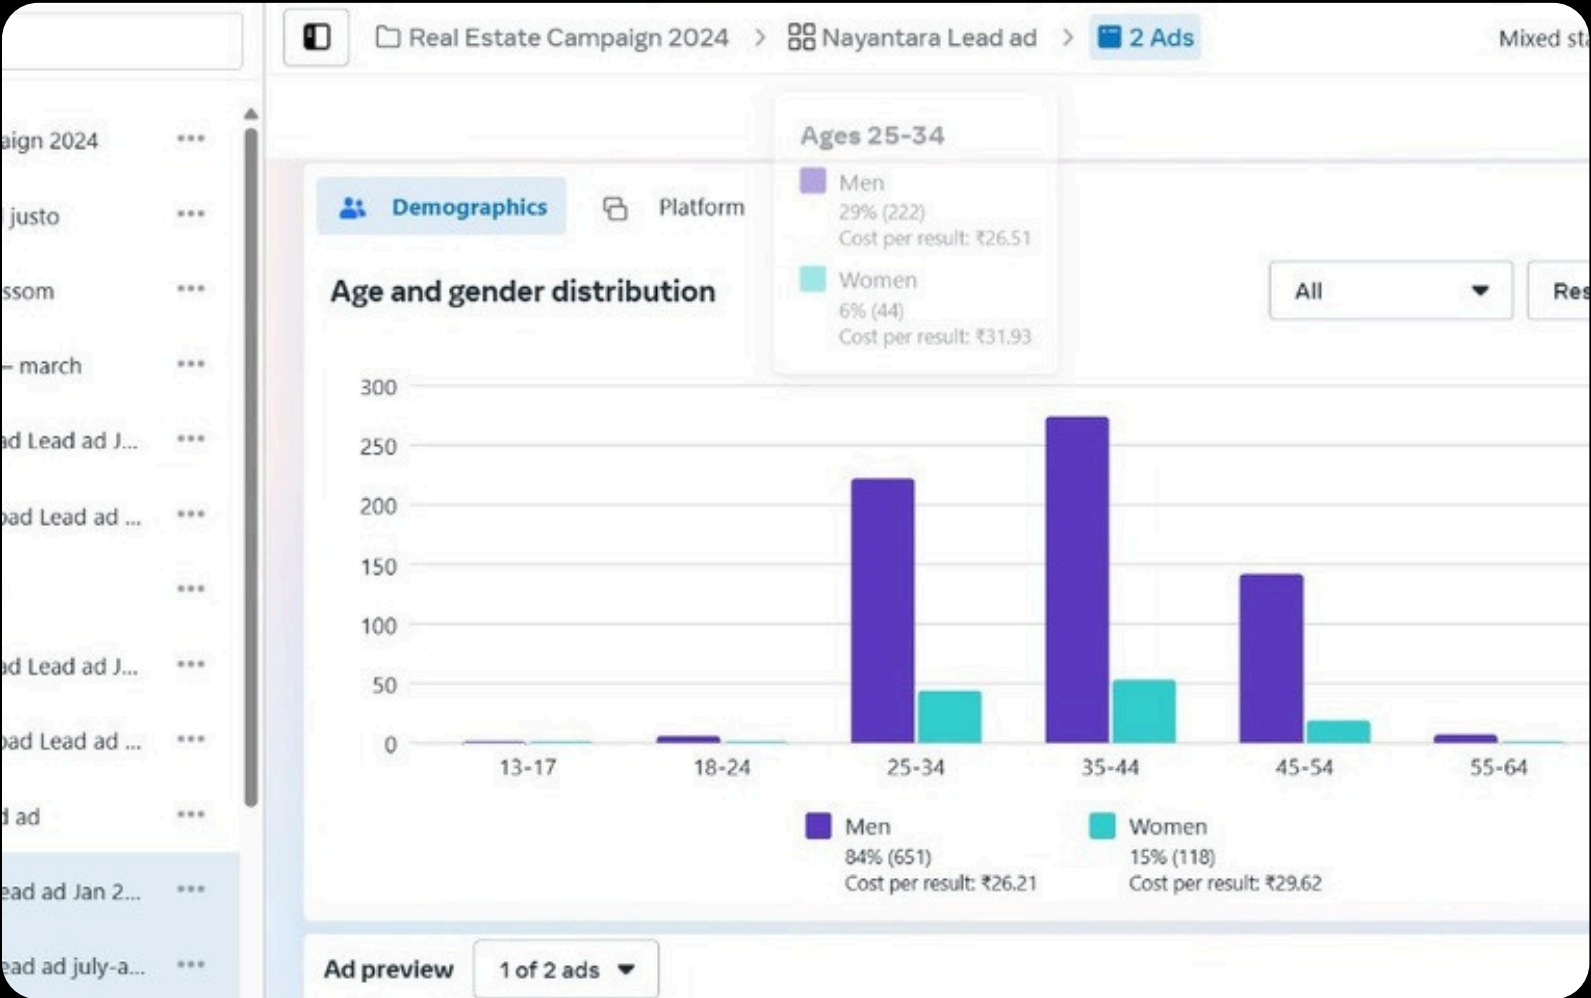 Real Estate Campaign 2024 > Nayantara Lead ad > 2 Ads
Mixed
aign 2024 ...
justo ...
ssom ...
– march ...
ad Lead ad J... ...
oad Lead ad ... ...
...
ad Lead ad J... ...
oad Lead ad ... ...
d ad ...
ead ad Jan 2... ...
ead ad july-a... ...
Demographics
Platform
Ages 25-34
Men
29% (222)
Cost per result: ₹26.51
Women
6% (44)
Cost per result: ₹31.93
Age and gender distribution
All
Res
300
250
200
150
100
50
0
13-17 18-24 25-34 35-44 45-54 55-64
Men
84% (651)
Cost per result: ₹26.21
Women
15% (118)
Cost per result: ₹29.62
Ad preview
1 of 2 ads